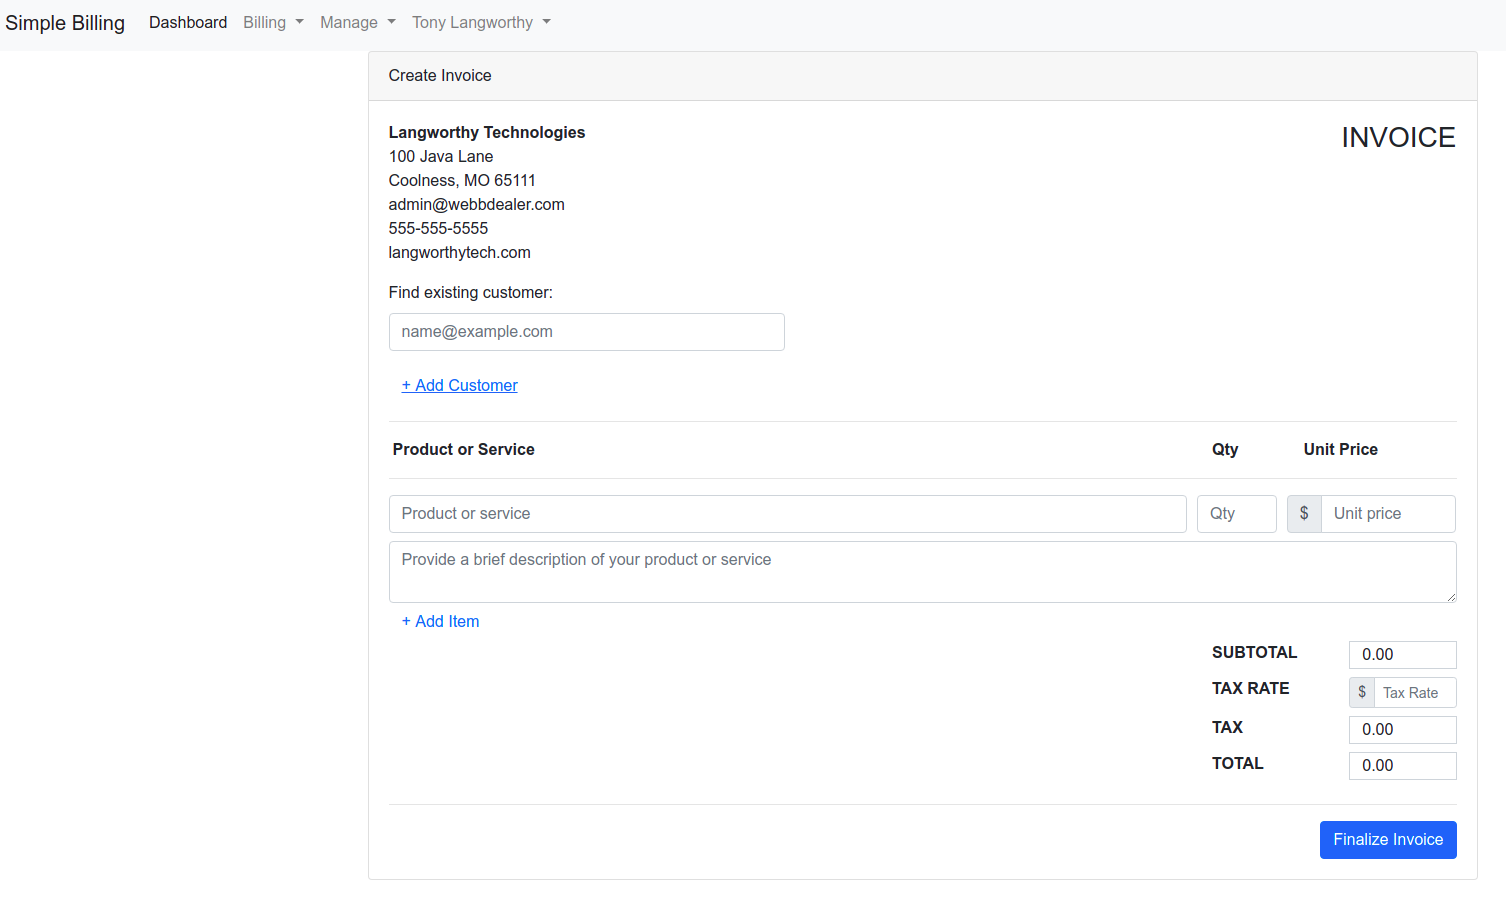 Simple Billing Dashboard Billing Manage Tony Langworthy
Create Invoice
Langworthy Technologies INVOICE
100 Java Lane
Coolness, MO 65111
admin@webbdealer.com
555-555-5555
langworthytech.com
Find existing customer:
name@example.com
+ Add Customer
Product or Service Qty Unit Price
Product or service Qty $ Unit price
Provide a brief description of your product or service
+ Add Item
SUBTOTAL 0.00
TAX RATE $ Tax Rate
TAX 0.00
TOTAL 0.00
Finalize Invoice